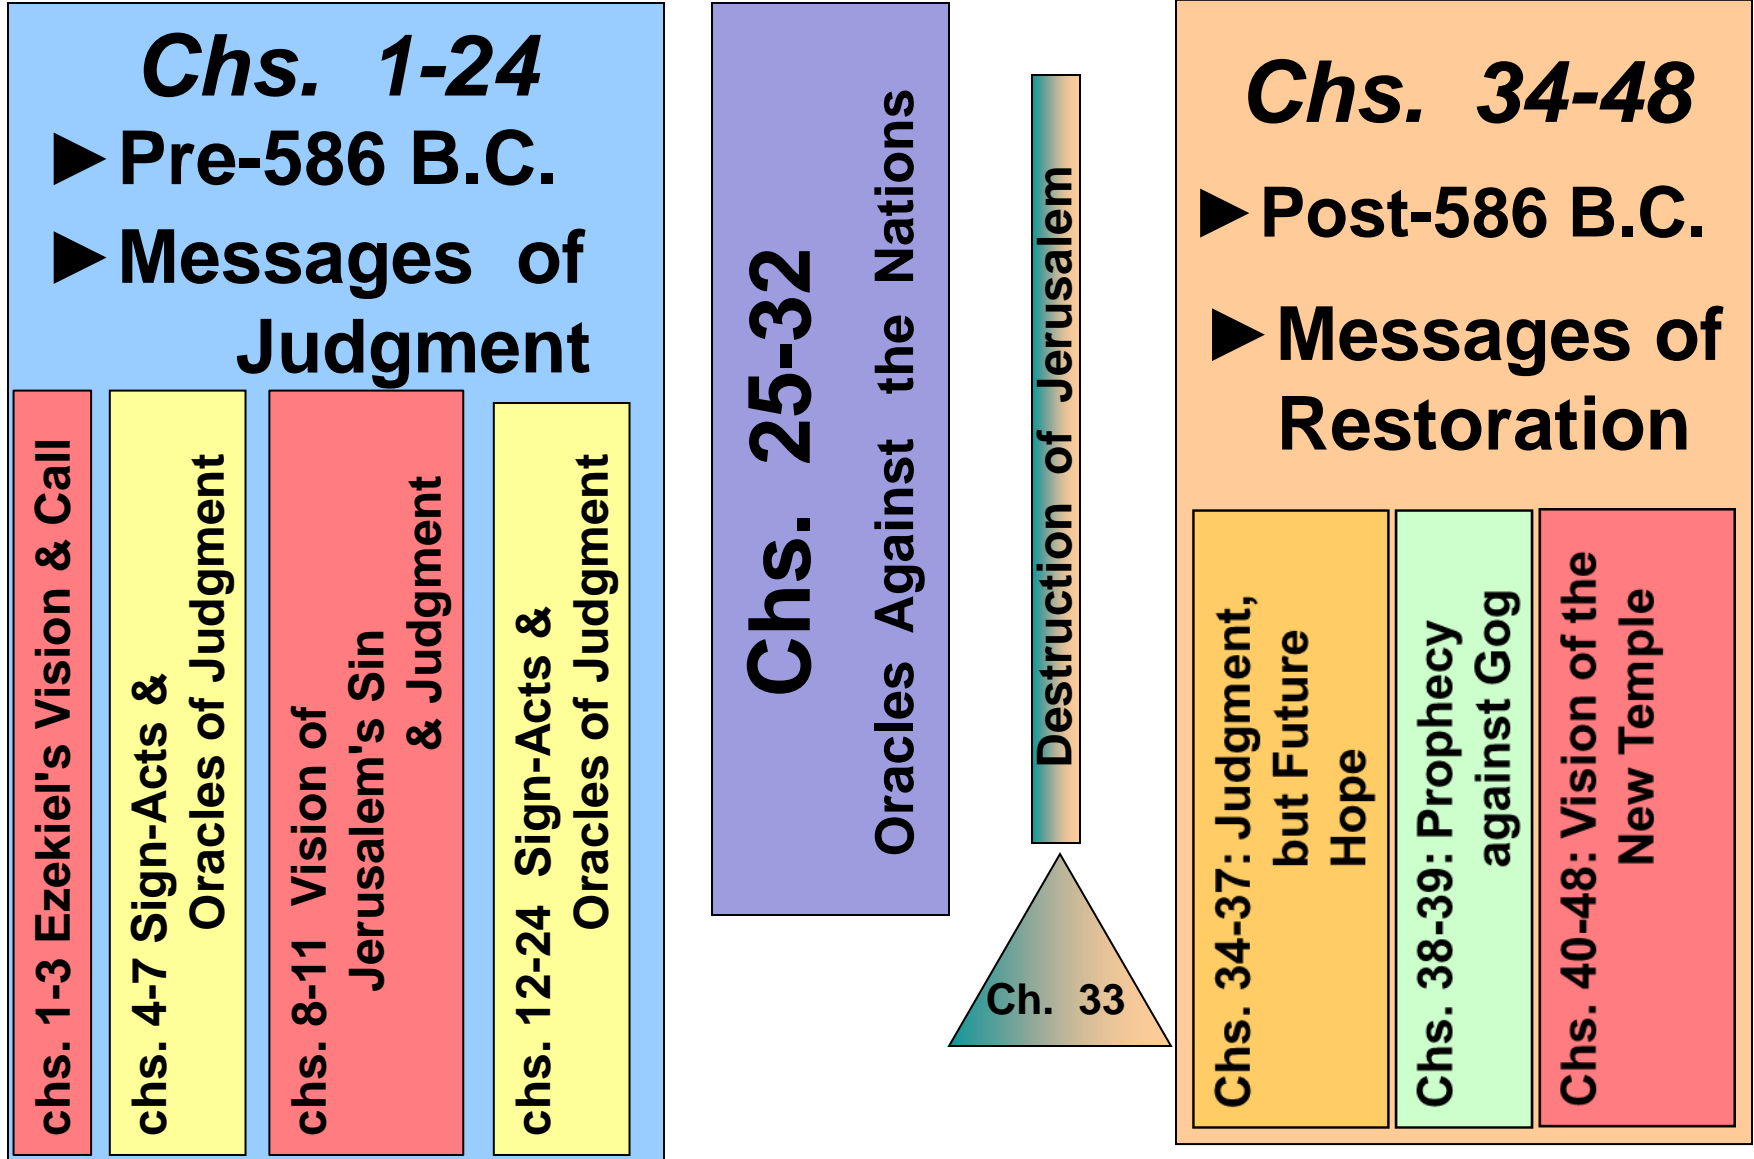 Chs. 1-24
►Pre-586 B.C.
►Messages of
Judgment
chs. 1-3 Ezekiel's Vision & Call
chs. 4-7 Sign-Acts &
Oracles of Judgment
chs. 8-11 Vision of
Jerusalem's Sin
& Judgment
chs. 12-24 Sign-Acts &
Oracles of Judgment
Chs. 25-32
Oracles Against the Nations
Destruction of Jerusalem
Ch. 33
Chs. 34-48
►Post-586 B.C.
►Messages of
Restoration
Chs. 34-37: Judgment,
but Future
Hope
Chs. 38-39: Prophecy
against Gog
Chs. 40-48: Vision of the
New Temple